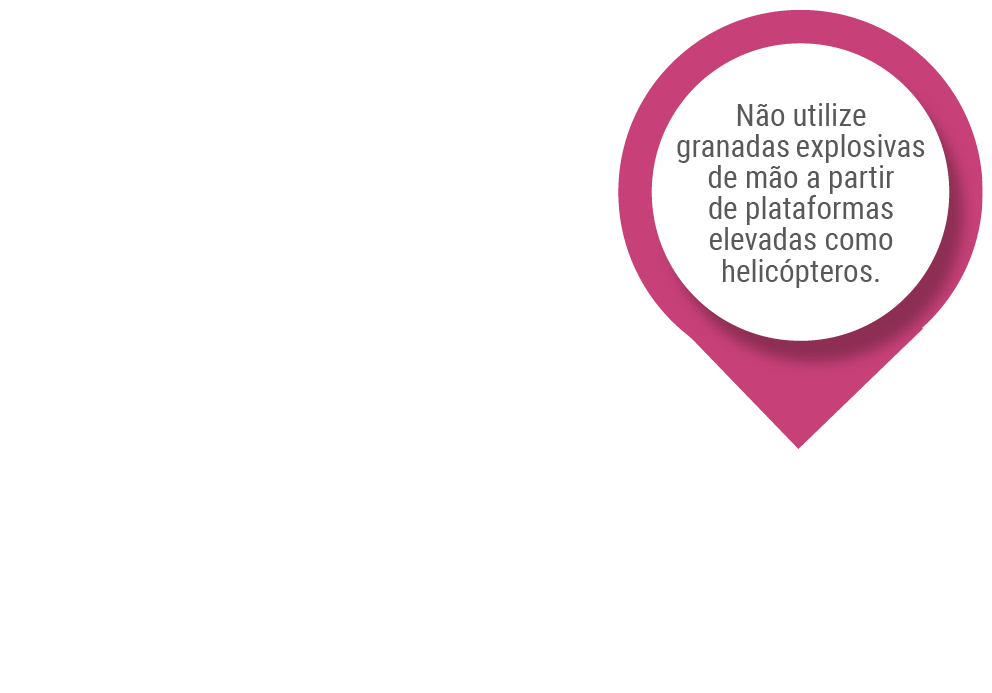 Não utilize
granadas explosivas
de mão a partir
de plataformas
elevadas como
helicópteros.